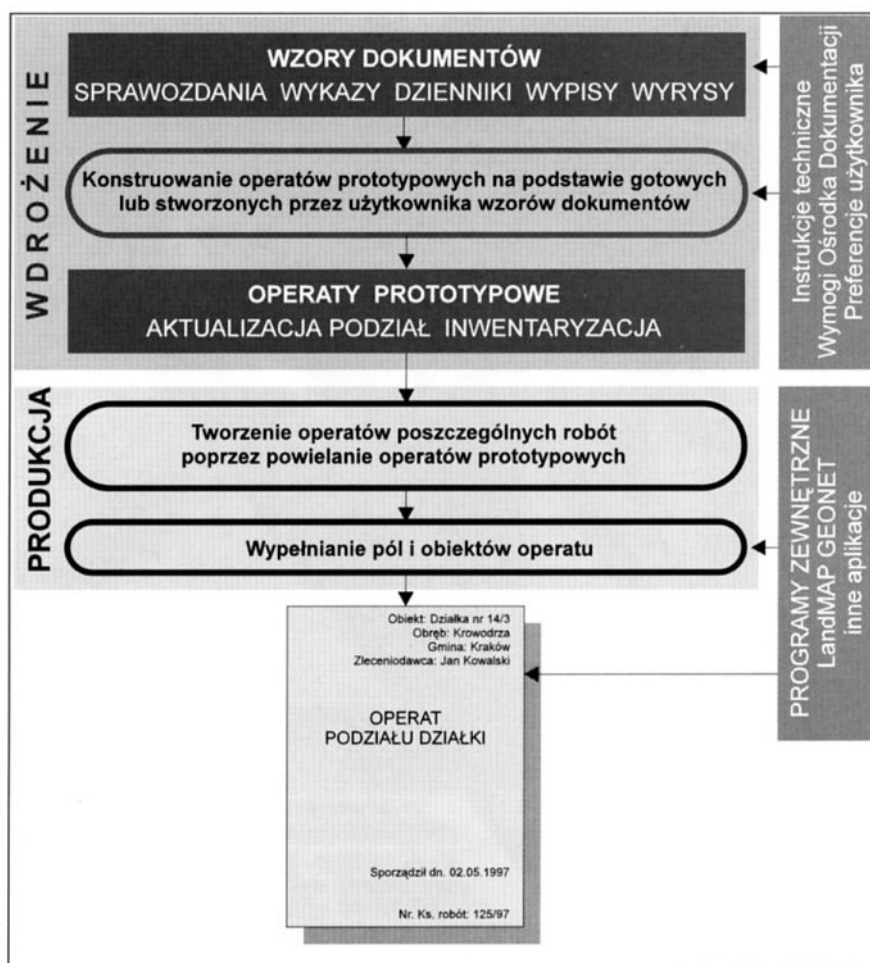 WDROŻENIE
WZORY DOKUMENTÓW
SPRAWOZDANIA WYKAZY DZIENNIKI WYPISY WYRYSY
Konstruowanie operatów prototypowych na podstawie gotowych
lub stworzonych przez użytkownika wzorów dokumentów
OPERATY PROTOTYPOWE
AKTUALIZACJA PODZIAŁ INWENTARYZACJA
Instrukcje techniczne
Wymogi Ośrodka Dokumentacji
Preferencje użytkownika
PRODUKCJA
Tworzenie operatów poszczególnych robót
poprzez powielanie operatów prototypowych
Wypełnianie pól i obiektów operatu
PROGRAMY ZEWNĘTRZNE
LandMAP GEONET
inne aplikacje
Obiekt: Działka nr 14/3
Obręb: Krowodrza
Gmina: Kraków
Zleceniodawca: Jan Kowalski
OPERAT
PODZIAŁU DZIAŁKI
Sporządził dn. 02.05.1997
Nr. Ks. robót: 125/97